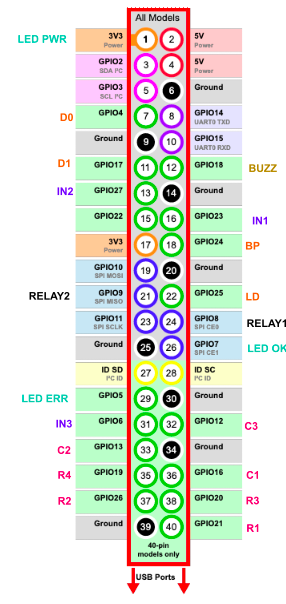 All Models
LED PWR 3V3 Power 1 2 5V Power
GPIO2 SDA I²C 3 4 5V Power
GPIO3 SCL I²C 5 6 Ground
D0 GPIO4 7 8 GPIO14 UART0 TXD
Ground 9 10 GPIO15 UART0 RXD
D1 GPIO17 11 12 GPIO18 BUZZ
IN2 GPIO27 13 14 Ground
GPIO22 15 16 GPIO23 IN1
3V3 Power 17 18 GPIO24 BP
GPIO10 SPI MOSI 19 20 Ground
RELAY2 GPIO9 SPI MISO 21 22 GPIO25 LD
GPIO11 SPI SCLK 23 24 GPIO8 SPI CE0 RELAY1
Ground 25 26 GPIO7 SPI CE1 LED OK
ID SD I²C ID 27 28 ID SC I²C ID
LED ERR GPIO5 29 30 Ground
IN3 GPIO6 31 32 GPIO12 C3
C2 GPIO13 33 34 Ground
R4 GPIO19 35 36 GPIO16 C1
R2 GPIO26 37 38 GPIO20 R3
Ground 39 40 GPIO21 R1
40-pin
models only
USB Ports